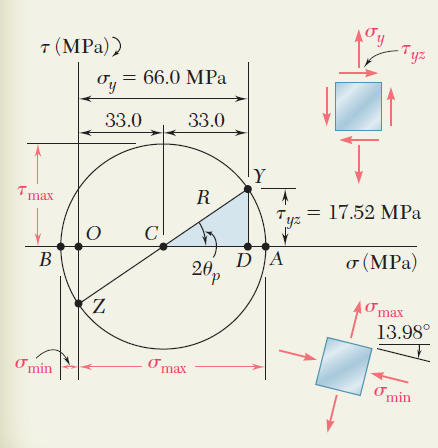 τ (MPa)
σy = 66.0 MPa
33.0 33.0
σy
τyz
Y
R
τmax
τyz = 17.52 MPa
O C
B D A
2θp
σ (MPa)
Z
σmin σmax
σmax
13.98°
σmin